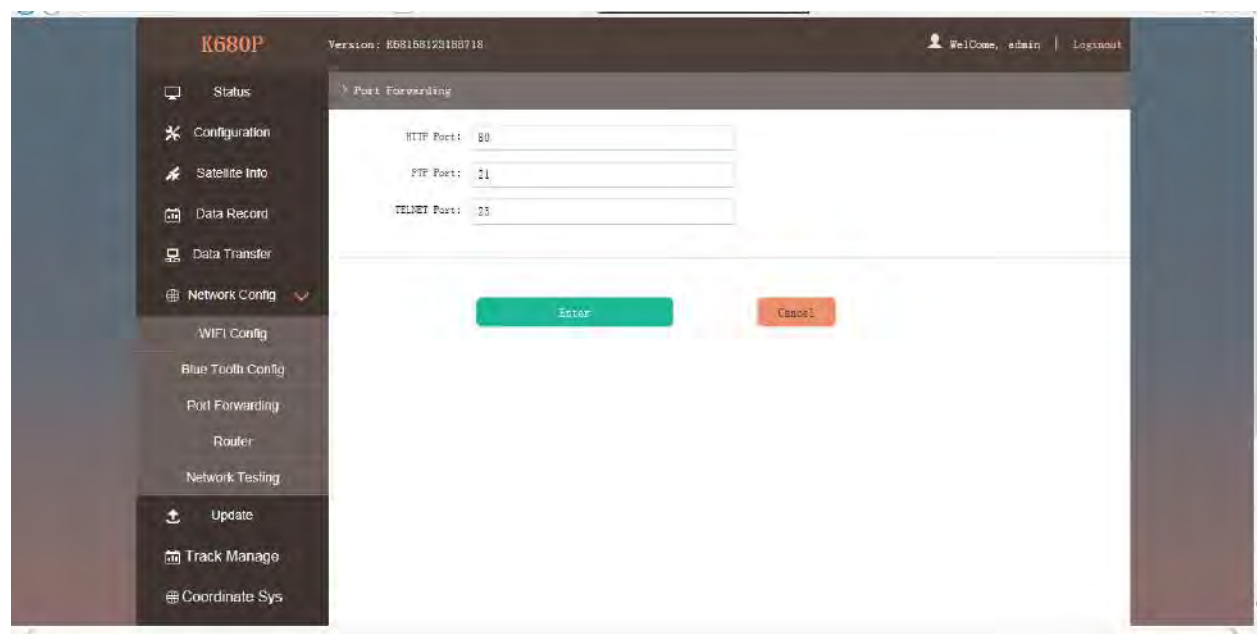 K680P
Version: K68168123188718
WelCome, admin | Loginout
Status
> Port Forwarding
Configuration
HTTP Port: 80
Satellite Info
FTP Port: 21
Data Record
TELNET Port: 23
Data Transfer
Network Config
Enter
Cancel
WIFI Config
Blue Tooth Config
Port Forwarding
Router
Network Testing
Update
Track Manage
Coordinate Sys